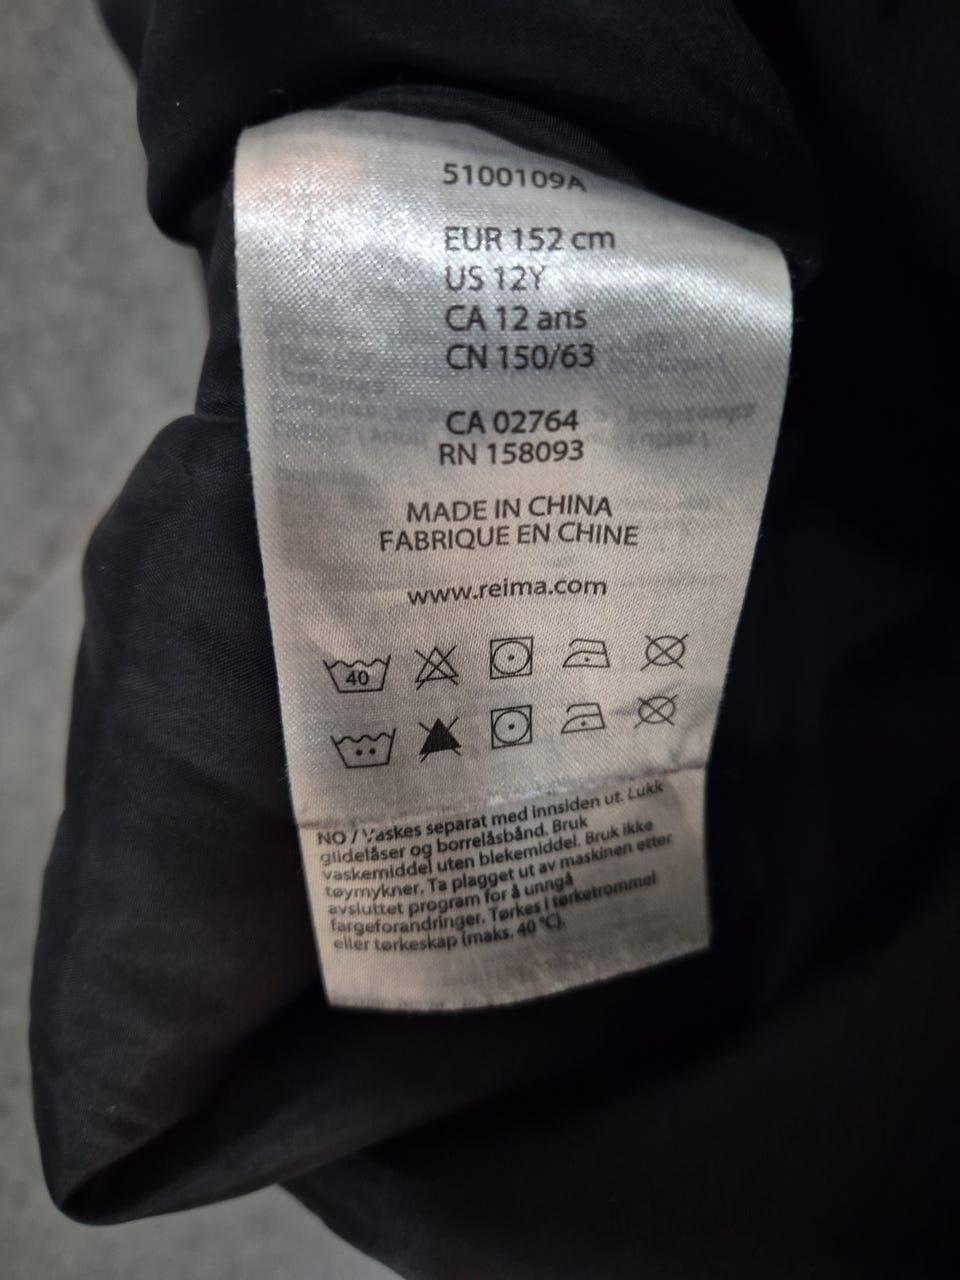 5100109A
EUR 152 cm
US 12Y
CA 12 ans
CN 150/63
CA 02764
RN 158093
MADE IN CHINA
FABRIQUE EN CHINE
www.reima.com
40
NO / Vaskes separat med innsiden ut. Lukk
glidelåser og borrelåsbånd. Bruk
vaskemiddel uten blekemiddel. Bruk ikke
tøymykner. Ta plagget ut av maskinen etter
avsluttet program for å unngå
fargeforandringer. Tørkes i tørketrommel
eller tørkeskap (maks. 40 °C).